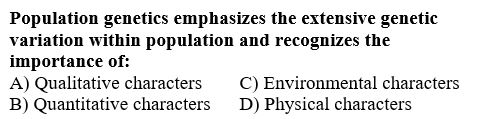 Population genetics emphasizes the extensive genetic
variation within population and recognizes the
importance of:
A) Qualitative characters C) Environmental characters
B) Quantitative characters D) Physical characters